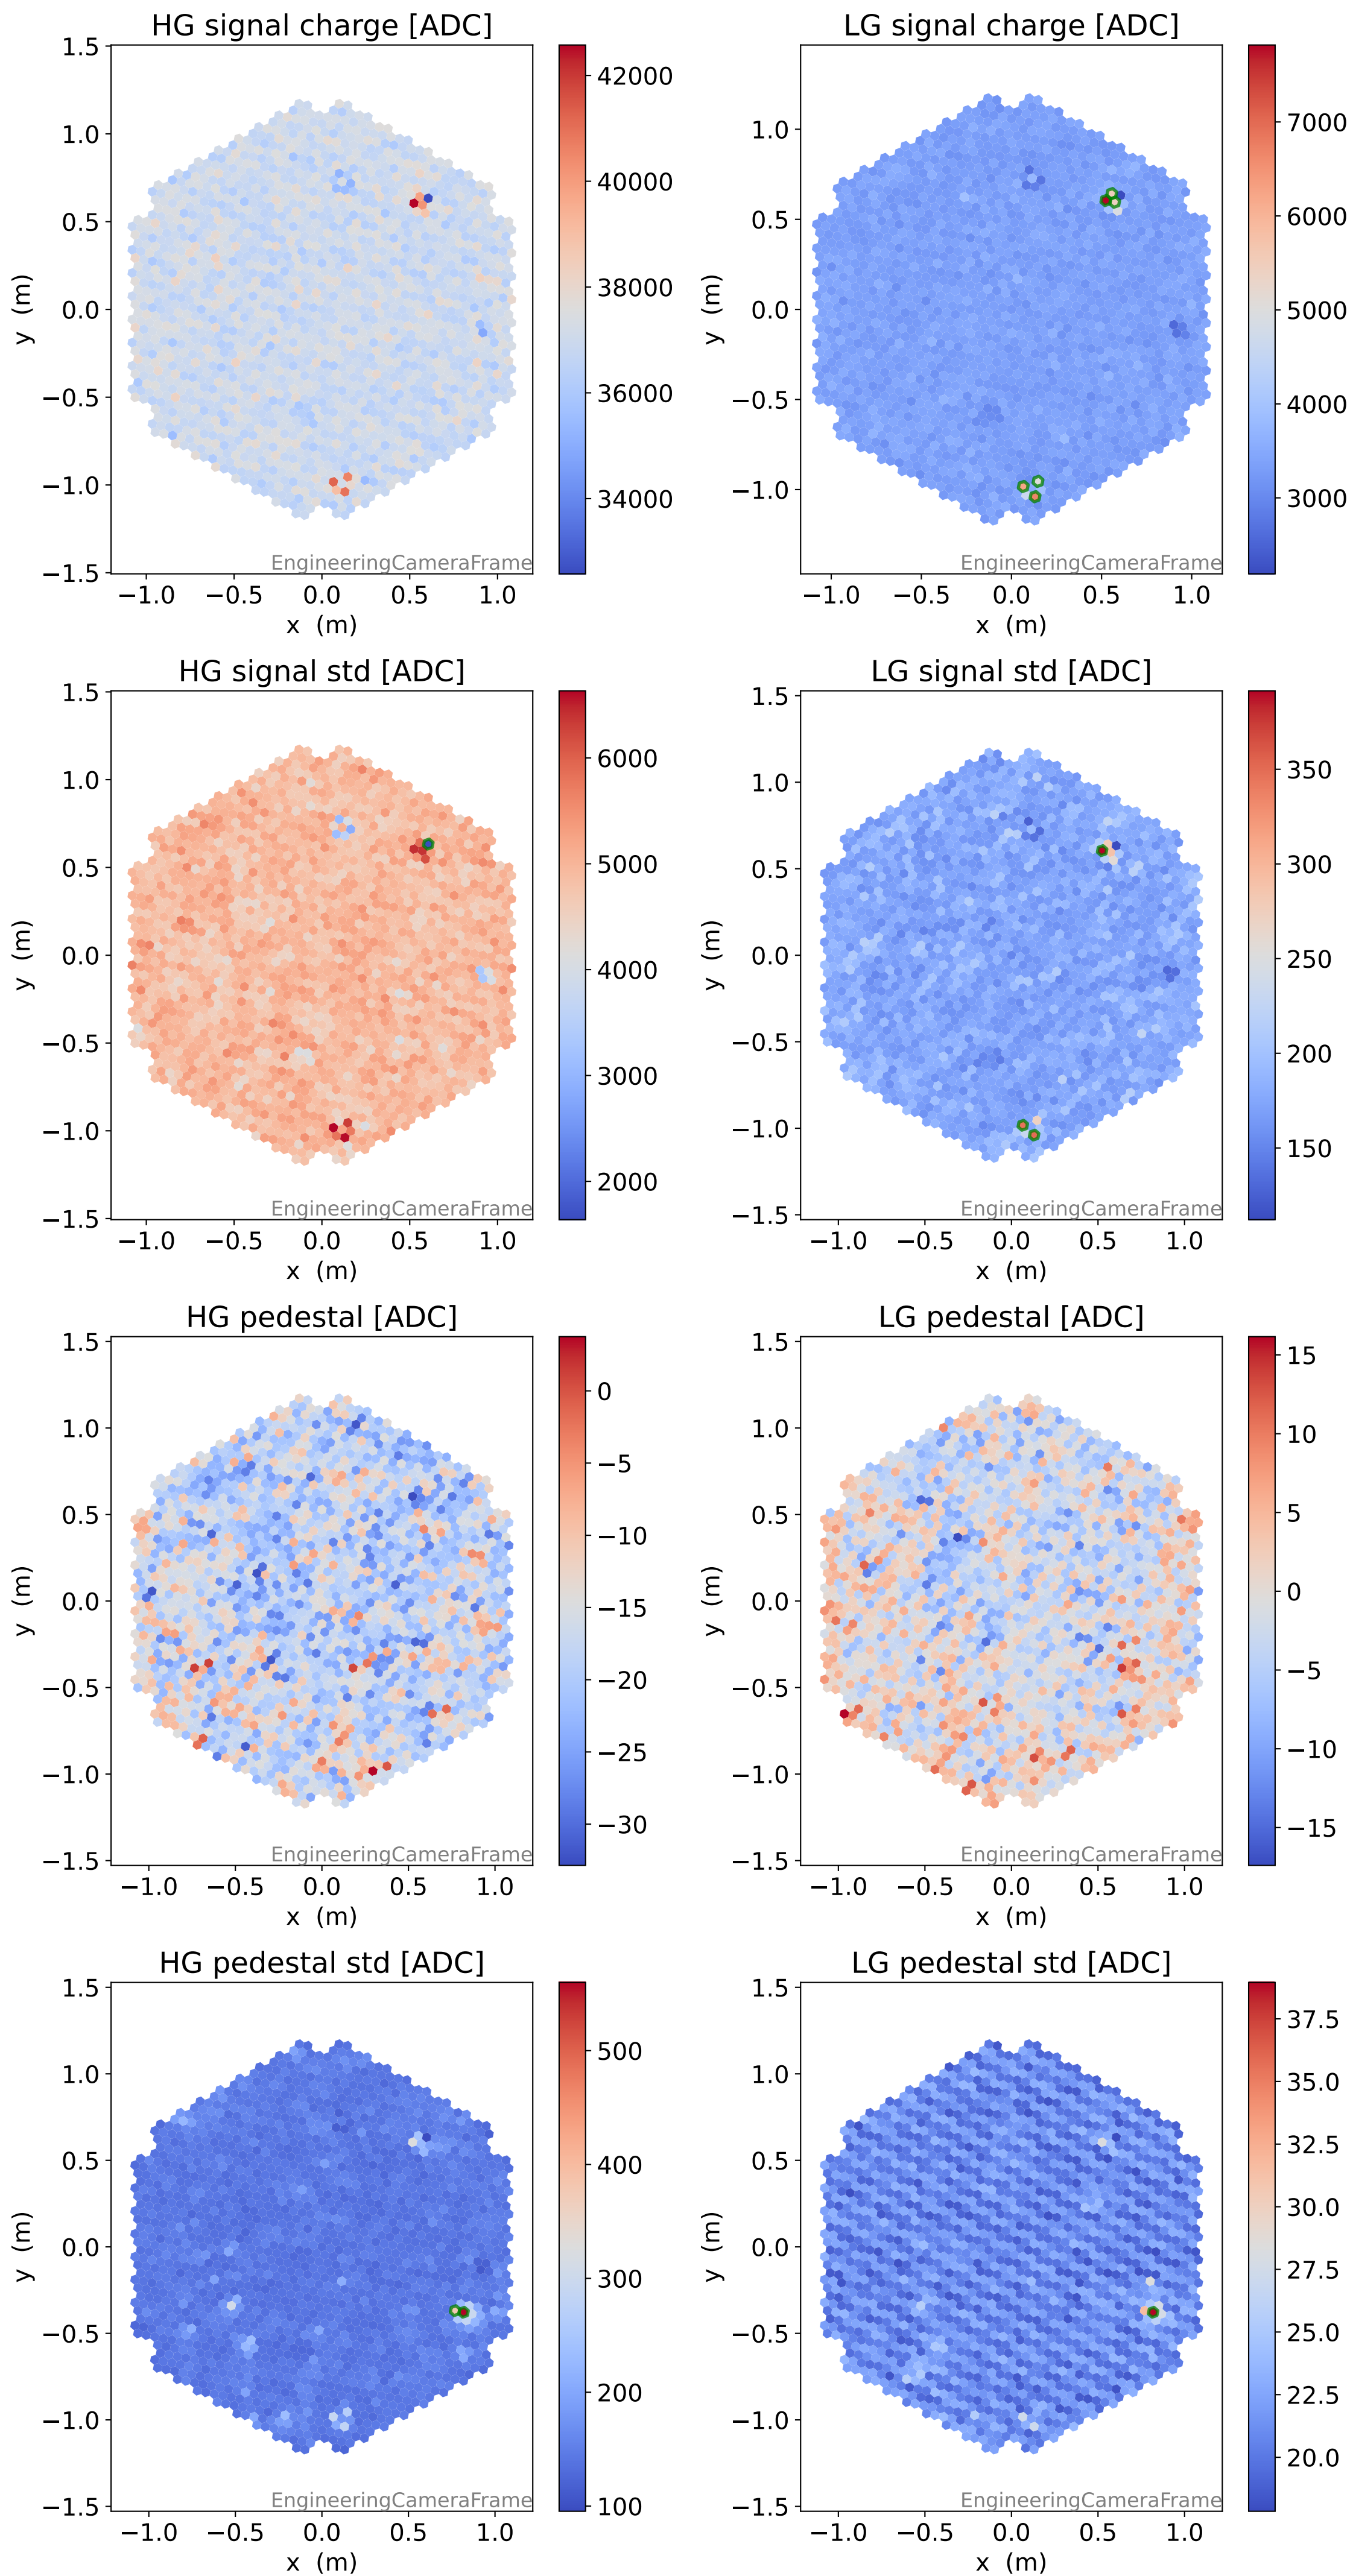 HG signal charge [ADC]
1.5
1.0
0.5
0.0
−0.5
−1.0
−1.5
y (m)
−1.0 −0.5 0.0 0.5 1.0
x (m)
EngineeringCameraFrame
42000
40000
38000
36000
34000
LG signal charge [ADC]
1.0
0.5
0.0
−0.5
−1.0
y (m)
−1.0 −0.5 0.0 0.5 1.0
x (m)
EngineeringCameraFrame
7000
6000
5000
4000
3000
HG signal std [ADC]
1.5
1.0
0.5
0.0
−0.5
−1.0
−1.5
y (m)
−1.0 −0.5 0.0 0.5 1.0
x (m)
EngineeringCameraFrame
6000
5000
4000
3000
2000
LG signal std [ADC]
1.5
1.0
0.5
0.0
−0.5
−1.0
−1.5
y (m)
−1.0 −0.5 0.0 0.5 1.0
x (m)
EngineeringCameraFrame
350
300
250
200
150
HG pedestal [ADC]
1.5
1.0
0.5
0.0
−0.5
−1.0
−1.5
y (m)
−1.0 −0.5 0.0 0.5 1.0
x (m)
EngineeringCameraFrame
0
−5
−10
−15
−20
−25
−30
LG pedestal [ADC]
1.5
1.0
0.5
0.0
−0.5
−1.0
−1.5
y (m)
−1.0 −0.5 0.0 0.5 1.0
x (m)
EngineeringCameraFrame
15
10
5
0
−5
−10
−15
HG pedestal std [ADC]
1.5
1.0
0.5
0.0
−0.5
−1.0
−1.5
y (m)
−1.0 −0.5 0.0 0.5 1.0
x (m)
EngineeringCameraFrame
500
400
300
200
100
LG pedestal std [ADC]
1.5
1.0
0.5
0.0
−0.5
−1.0
−1.5
y (m)
−1.0 −0.5 0.0 0.5 1.0
x (m)
EngineeringCameraFrame
37.5
35.0
32.5
30.0
27.5
25.0
22.5
20.0